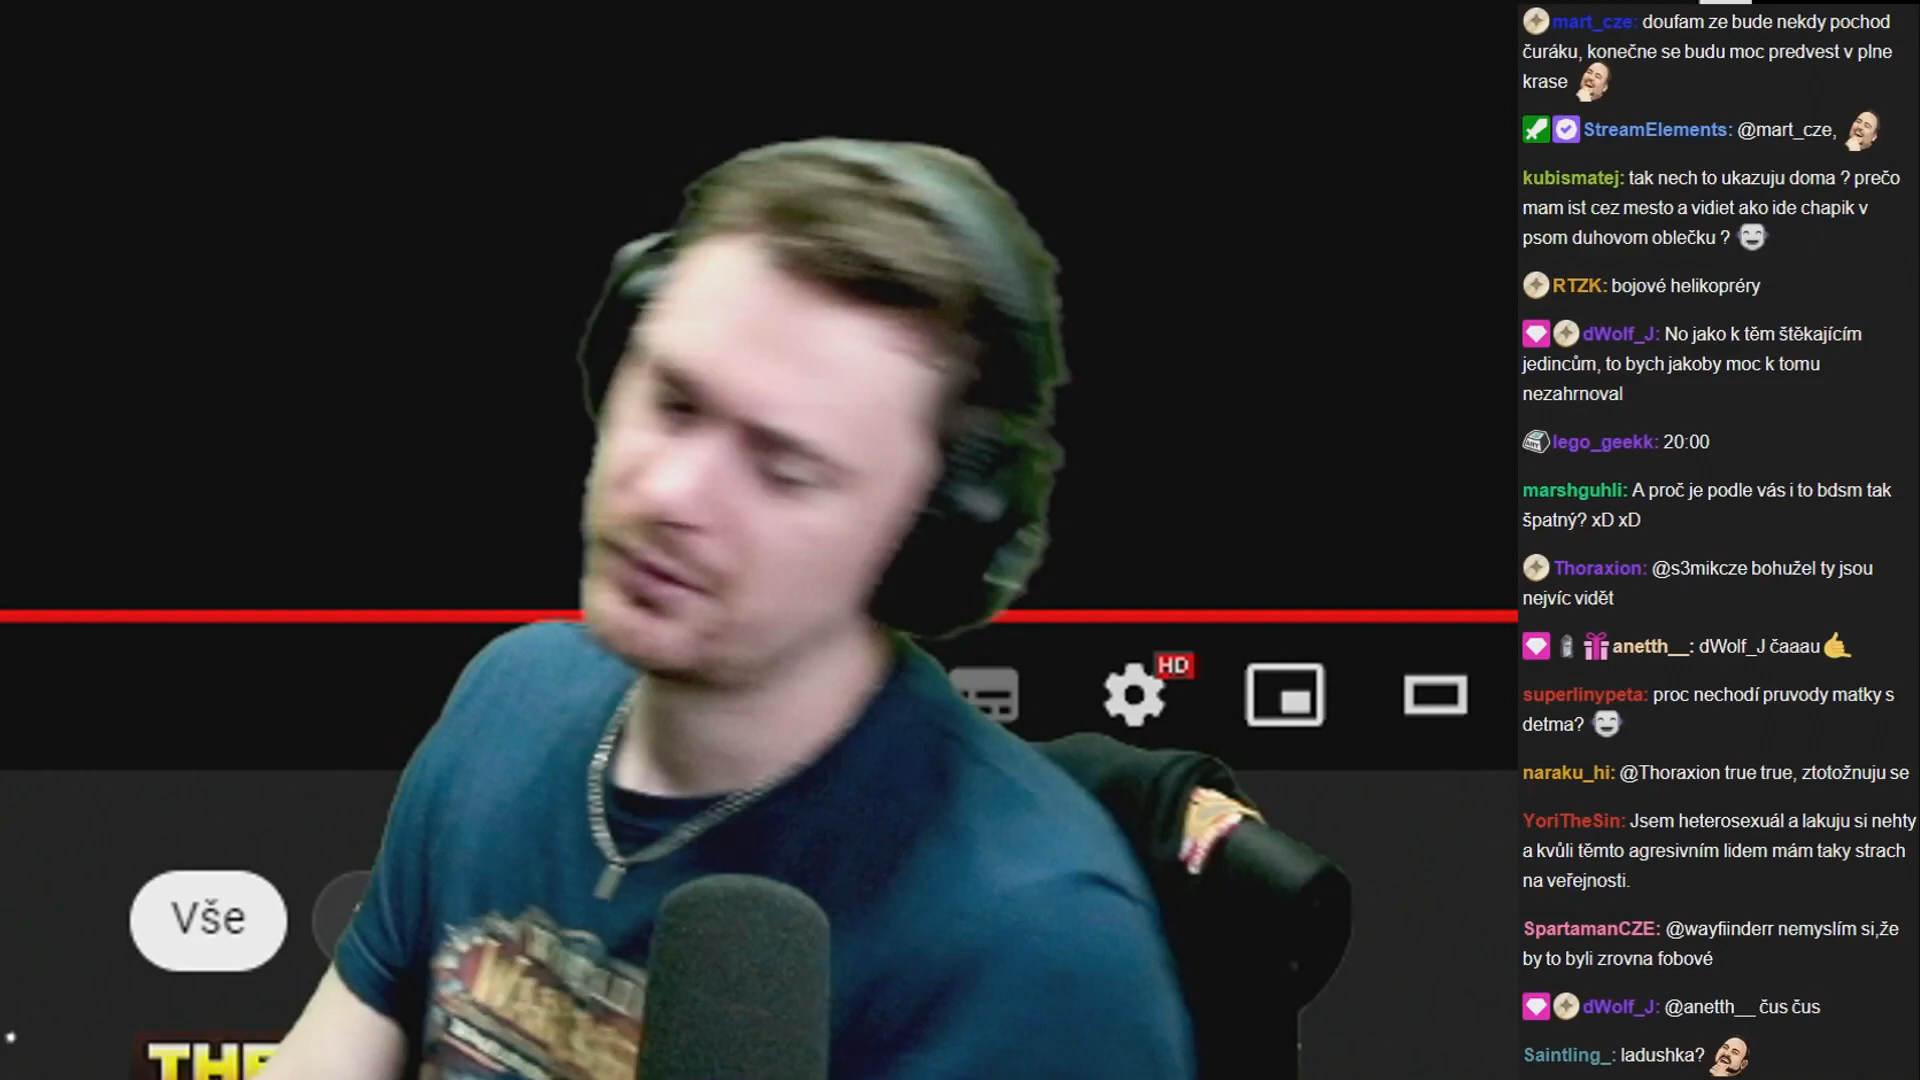 mart_cze: doufam ze bude nekdy pochod
čuráku, konečne se budu moc predvest v plne
krase
StreamElements: @mart_cze,
kubismatej: tak nech to ukazuju doma ? prečo
mam ist cez mesto a vidiet ako ide chapik v
psom duhovom oblečku ?
RTZK: bojové helikopréry
dWolf_J: No jako k těm štěkajícím
jedincům, to bych jakoby moc k tomu
nezahrnoval
lego_geekk: 20:00
marshguhli: A proč je podle vás i to bdsm tak
špatný? xD xD
Thoraxion: @s3mikcze bohužel ty jsou
nejvíc vidět
anetth__: dWolf_J čaaau
superlinypeta: proc nechodí pruvody matky s
detma?
naraku_hi: @Thoraxion true true, ztotožnuju se
YoriTheSin: Jsem heterosexuál a lakuju si nehty
a kvůli těmto agresivním lidem mám taky strach
na veřejnosti.
SpartamanCZE: @wayfiinderr nemyslím si,že
by to byli zrovna fobové
dWolf_J: @anetth__ čus čus
Saintling_: ladushka?
HD
Vše
THE